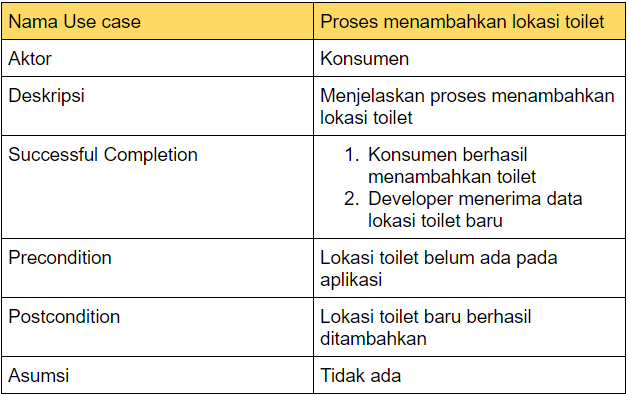 Nama Use case
Proses menambahkan lokasi toilet
Aktor
Konsumen
Deskripsi
Menjelaskan proses menambahkan
lokasi toilet
Successful Completion
1. Konsumen berhasil
menambahkan toilet
2. Developer menerima data
lokasi toilet baru
Precondition
Lokasi toilet belum ada pada
aplikasi
Postcondition
Lokasi toilet baru berhasil
ditambahkan
Asumsi
Tidak ada